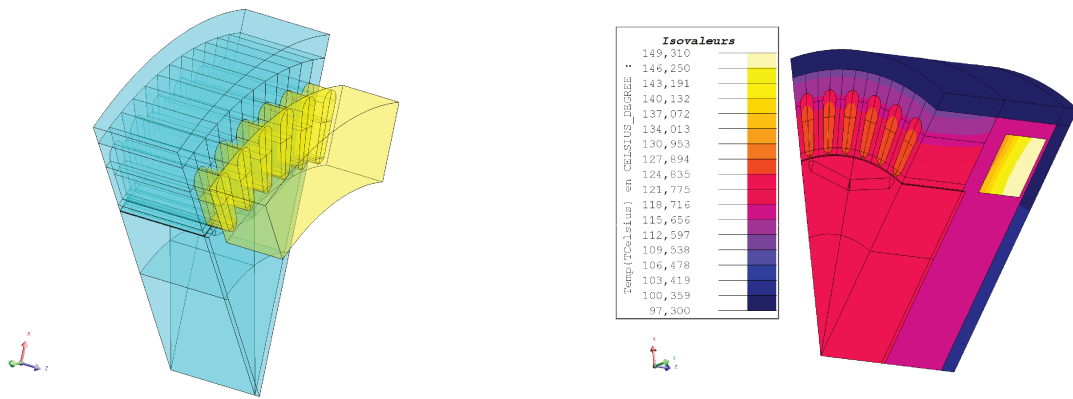 Isovaleurs
Temp(TCelsius) en CELSIUS_DEGREE :
149,310
146,250
143,191
140,132
137,072
134,013
130,953
127,894
124,835
121,775
118,716
115,656
112,597
109,538
106,478
103,419
100,359
97,300
X
Z
X
Y
Z